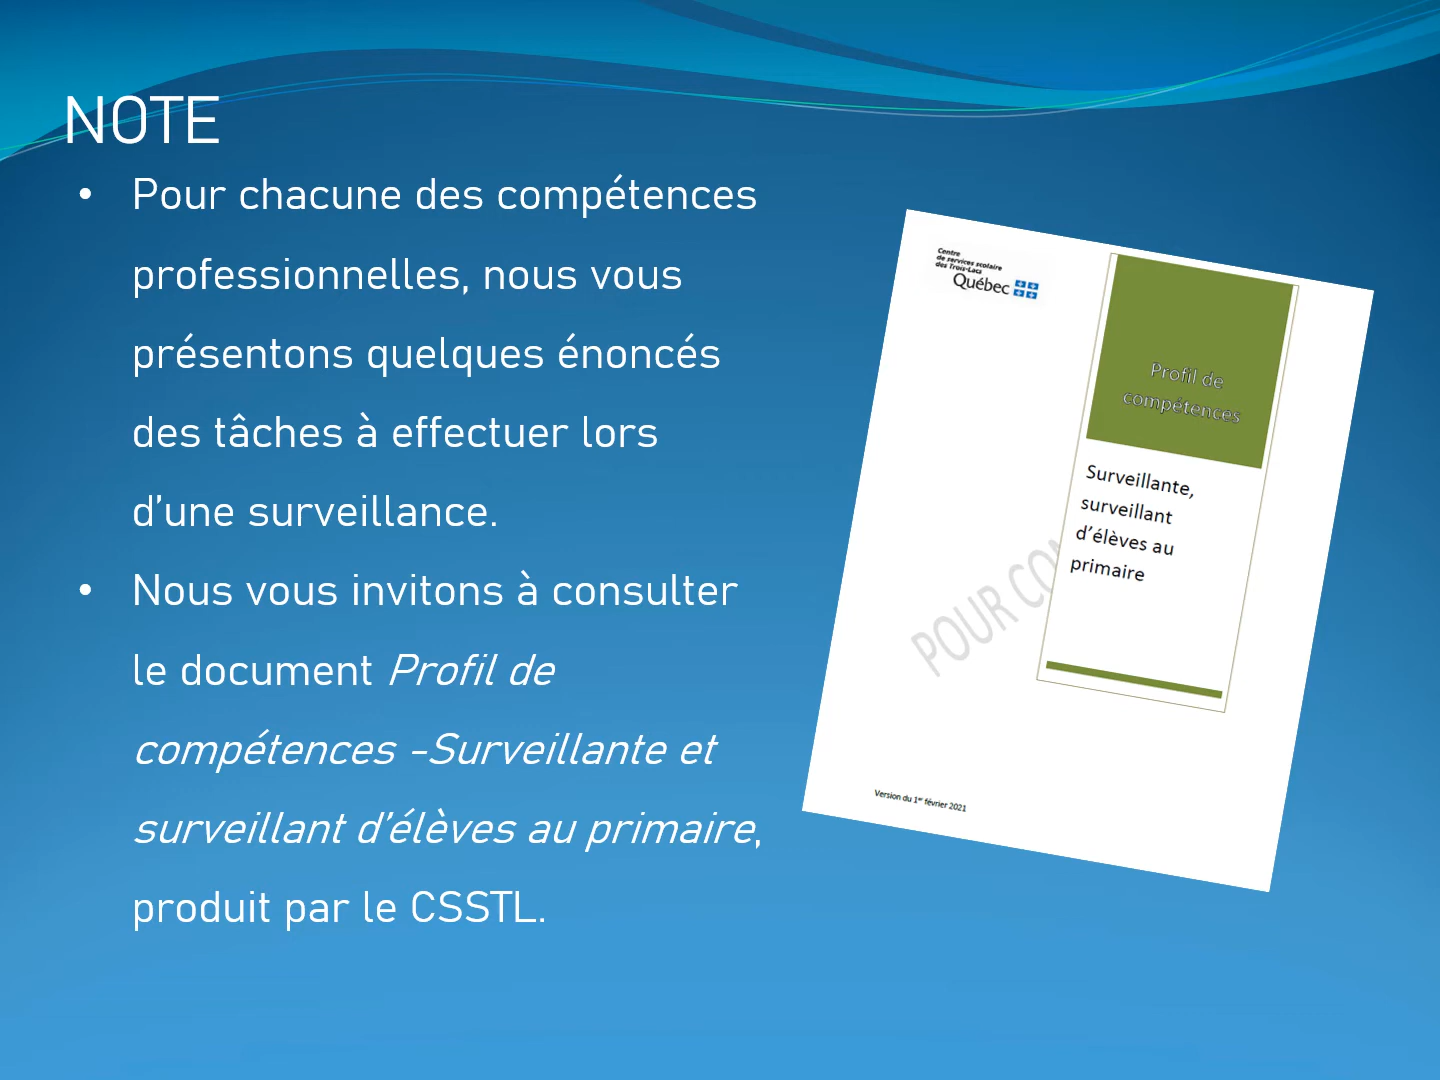 NOTE
• Pour chacune des compétences
professionnelles, nous vous
présentons quelques énoncés
des tâches à effectuer lors
d’une surveillance.
• Nous vous invitons à consulter
le document Profil de
compétences -Surveillante et
surveillant d’élèves au primaire,
produit par le CSSTL.
Centre
de services scolaire
des Trois-Lacs
Québec
Profil de
compétences
Surveillante,
surveillant
d’élèves au
primaire
POUR
Version du 1er février 2021